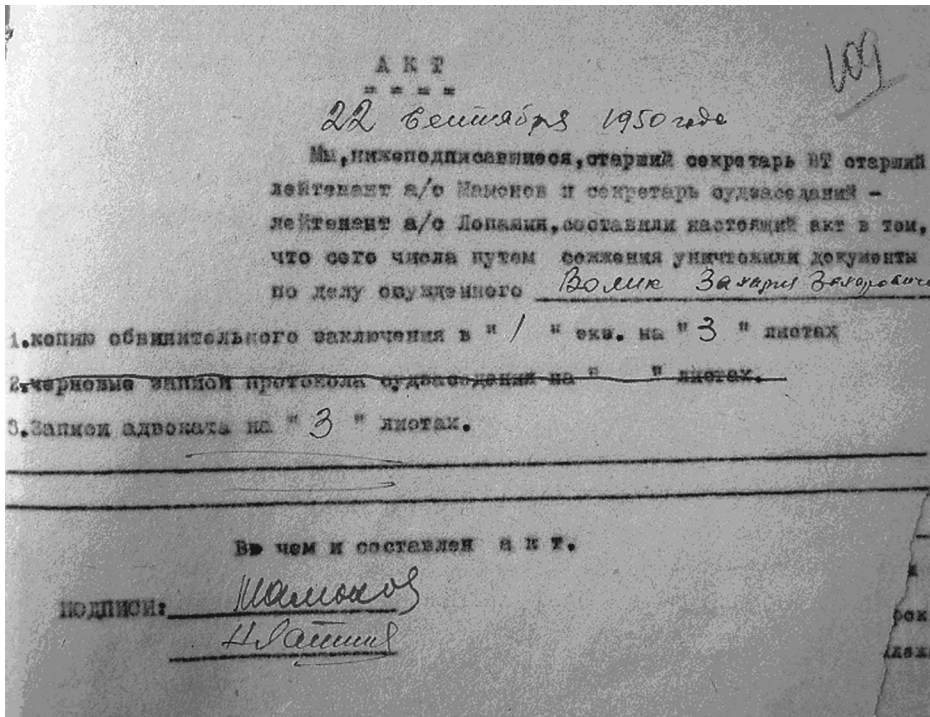 109
А К Т
= = = =
22 сентября 1950 года
Мы,нижеподписавшиеся,старший секретарь ВТ старший
лейтенант а/с Мамонов и секретарь судзаседаний -
лейтенант а/с Лопатин,составили настоящий акт в том,
что сего числа путем сожжения уничтожили документы
по делу осужденного Волик Захария Захаровича
1.копию обвинительного заключения в " 1 " экз. на " 3 " листах
2.черновые записи протокола судзаседания на " " листах.
3.Записи адвоката на " 3 " листах.
В чем и составлен а к т.
ПОДПИСИ: Мамонов